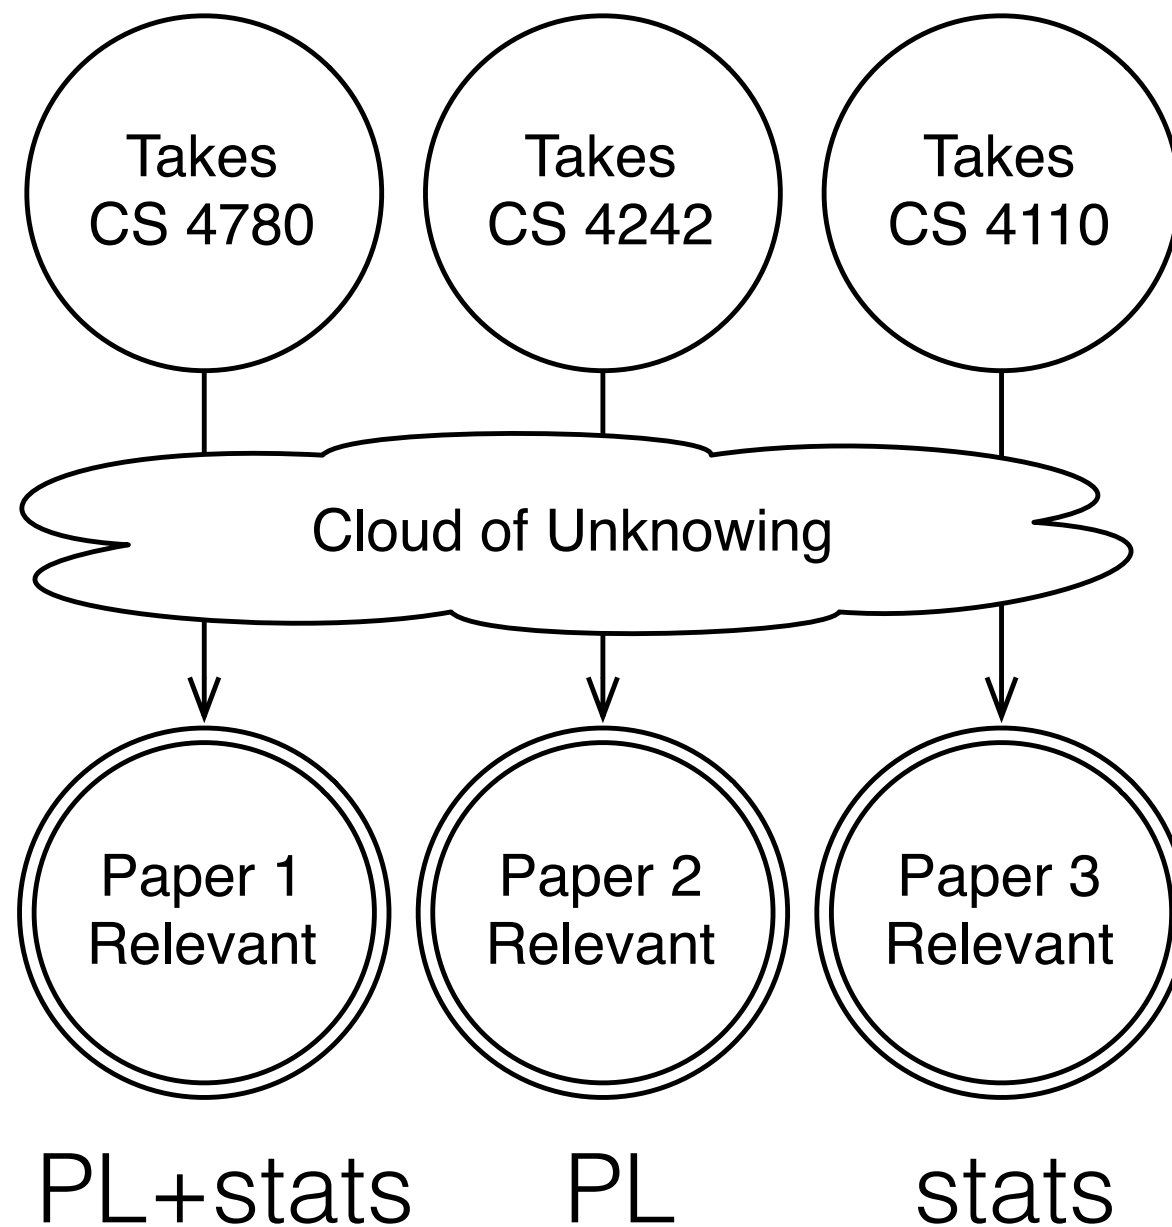 Takes
CS 4780
Takes
CS 4242
Takes
CS 4110
Cloud of Unknowing
Paper 1
Relevant
Paper 2
Relevant
Paper 3
Relevant
PL+stats
PL
stats